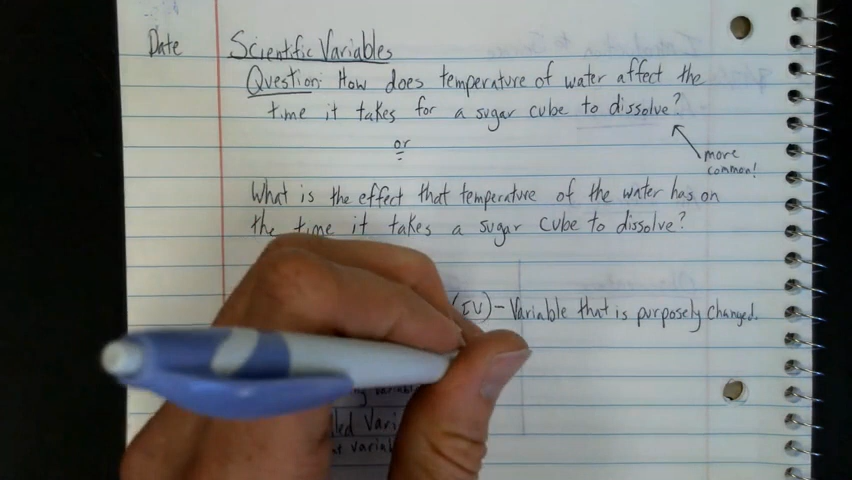 Date Scientific Variables
Question: How does temperature of water affect the
time it takes for a sugar cube to dissolve?
or
more
common!
What is the effect that temperature of the water has on
the time it takes a sugar cube to dissolve?
(IV) – Variable that is purposely changed.